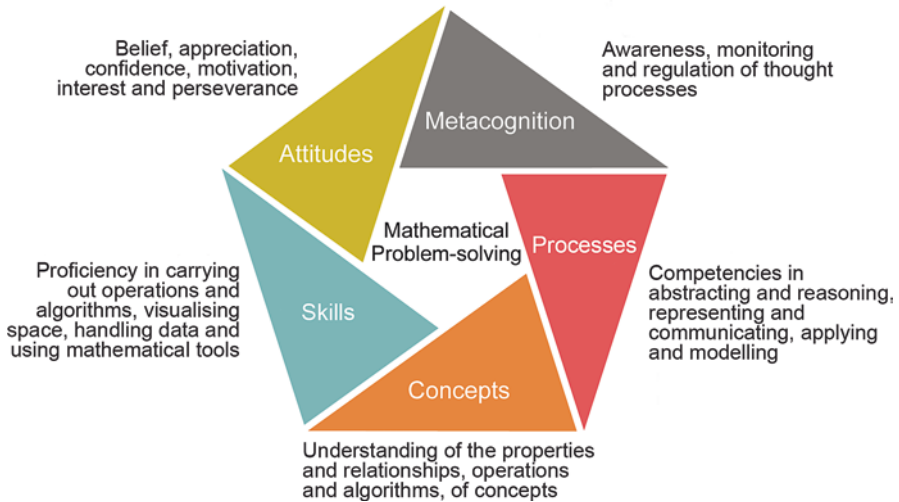 Belief, appreciation,
confidence, motivation,
interest and perseverance
Awareness, monitoring
and regulation of thought
processes
Metacognition
Attitudes
Mathematical
Problem-solving
Processes
Proficiency in carrying
out operations and
algorithms, visualising
space, handling data and
using mathematical tools
Skills
Competencies in
abstracting and reasoning,
representing and
communicating, applying
and modelling
Concepts
Understanding of the properties
and relationships, operations
and algorithms, of concepts